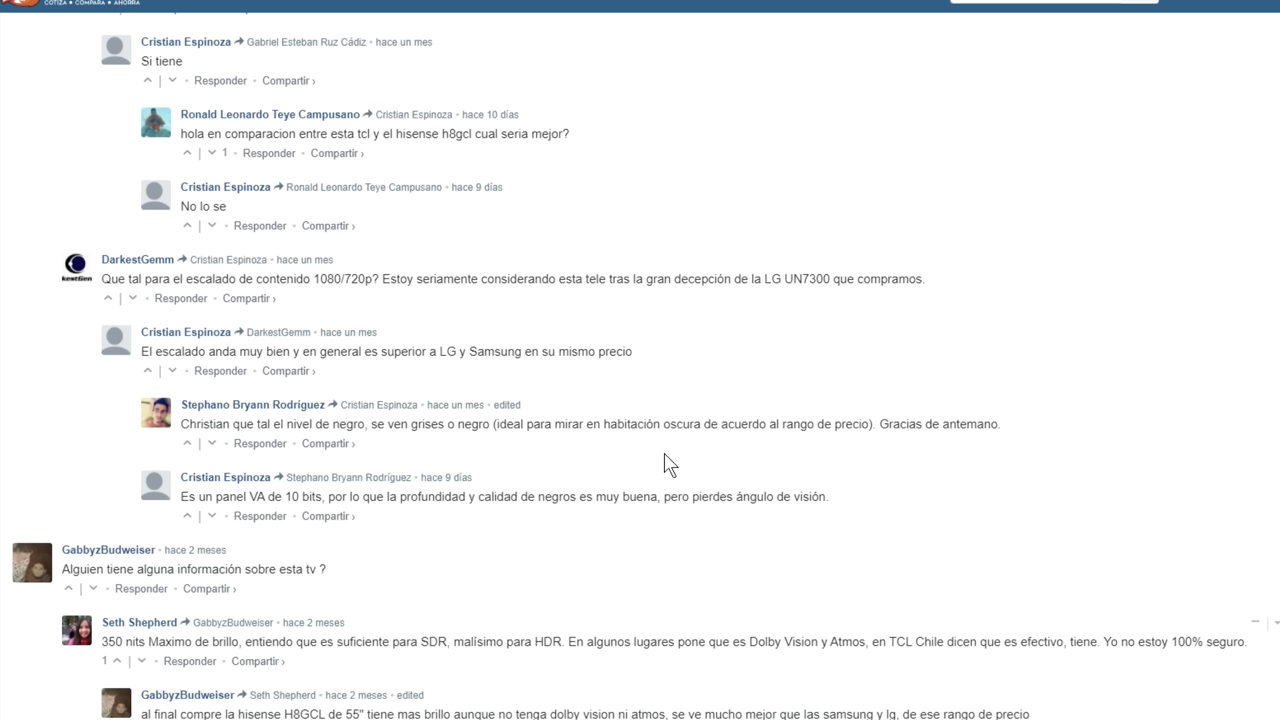 COTIZA • COMPARA • AHORRA
Cristian Espinoza → Gabriel Esteban Ruz Cádiz • hace un mes
Si tiene
Responder • Compartir ›
Ronald Leonardo Teye Campusano → Cristian Espinoza • hace 10 días
hola en comparacion entre esta tcl y el hisense h8gcl cual seria mejor?
1 • Responder • Compartir ›
Cristian Espinoza → Ronald Leonardo Teye Campusano • hace 9 días
No lo se
Responder • Compartir ›
DarkestGemm → Cristian Espinoza • hace un mes
Que tal para el escalado de contenido 1080/720p? Estoy seriamente considerando esta tele tras la gran decepción de la LG UN7300 que compramos.
Responder • Compartir ›
Cristian Espinoza → DarkestGemm • hace un mes
El escalado anda muy bien y en general es superior a LG y Samsung en su mismo precio
Responder • Compartir ›
Stephano Bryann Rodríguez → Cristian Espinoza • hace un mes • edited
Christian que tal el nivel de negro, se ven grises o negro (ideal para mirar en habitación oscura de acuerdo al rango de precio). Gracias de antemano.
Responder • Compartir ›
Cristian Espinoza → Stephano Bryann Rodríguez • hace 9 días
Es un panel VA de 10 bits, por lo que la profundidad y calidad de negros es muy buena, pero pierdes ángulo de visión.
Responder • Compartir ›
GabbyzBudweiser • hace 2 meses
Alguien tiene alguna información sobre esta tv ?
Responder • Compartir ›
Seth Shepherd → GabbyzBudweiser • hace 2 meses
350 nits Maximo de brillo, entiendo que es suficiente para SDR, malísimo para HDR. En algunos lugares pone que es Dolby Vision y Atmos, en TCL Chile dicen que es efectivo, tiene. Yo no estoy 100% seguro.
1 • Responder • Compartir ›
GabbyzBudweiser → Seth Shepherd • hace 2 meses • edited
al final compre la hisense H8GCL de 55" tiene mas brillo aunque no tenga dolby vision ni atmos, se ve mucho mejor que las samsung y lg, de ese rango de precio